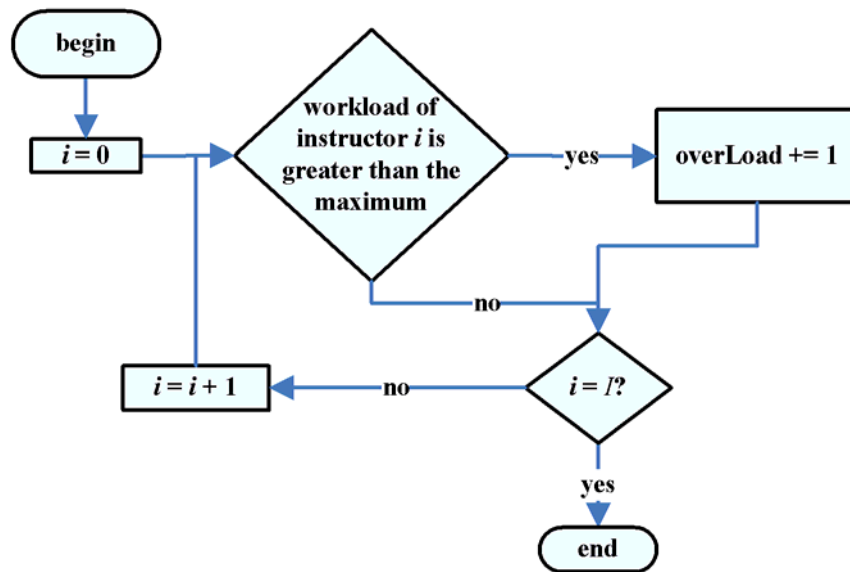 begin
i = 0
workload of
instructor i is
greater than the
maximum
yes
overLoad += 1
no
i = i + 1
no
i = I?
yes
end